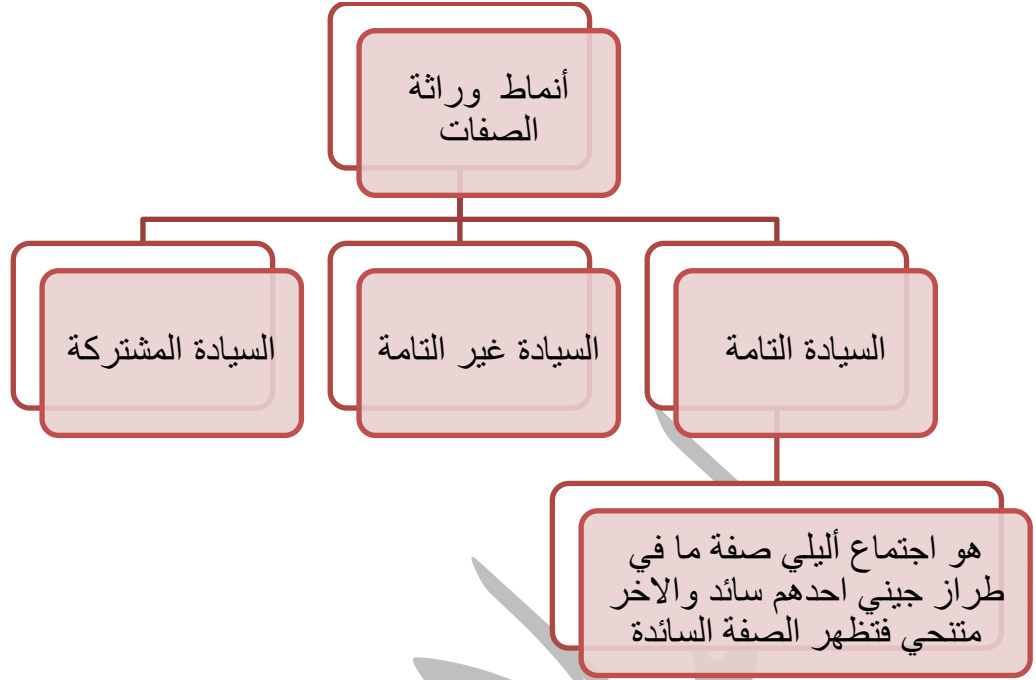 أنماط وراثة
الصفات
السيادة التامة
السيادة غير التامة
السيادة المشتركة
هو اجتماع أليلي صفة ما في
طراز جيني احدهم سائد والاخر
متنحي فتظهر الصفة السائدة